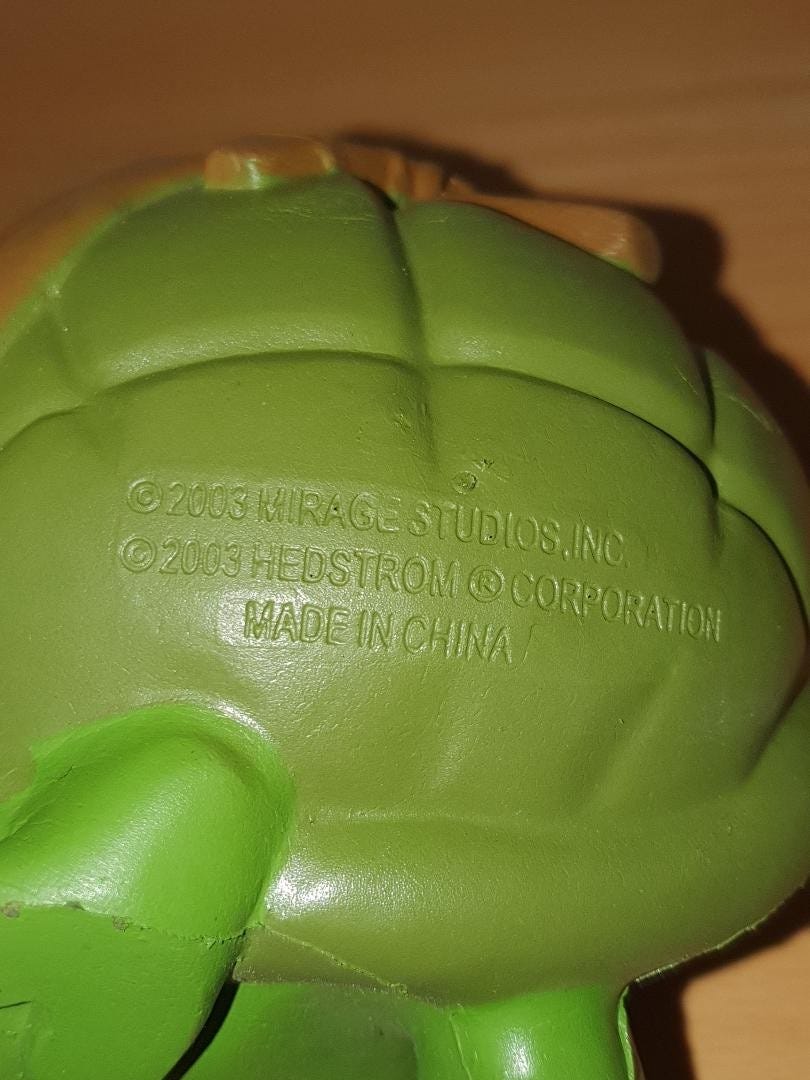 ©2003 MIRAGE STUDIOS,INC.
©2003 HEDSTROM ® CORPORATION
MADE IN CHINA